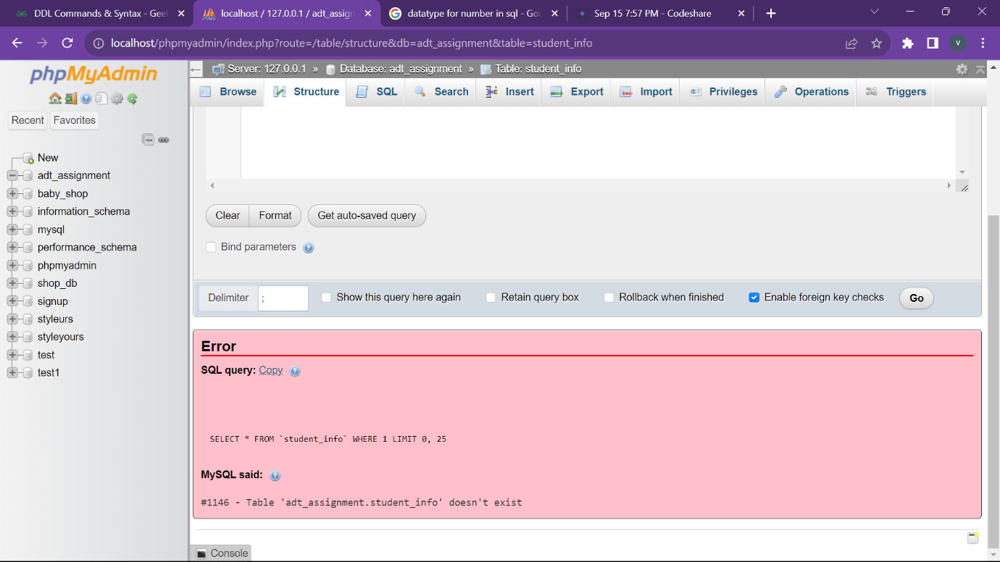 DDL Commands & Syntax - Geel
localhost / 127.0.0.1 / adt_assign
datatype for number in sql - Goo
Sep 15 7:57 PM - Codeshare
localhost/phpmyadmin/index.php?route=/table/structure&db=adt_assignment&table=student_info
V
phpMyAdmin
Recent
Favorites
New
adt_assignment
baby_shop
information_schema
mysql
performance_schema
phpmyadmin
shop_db
signup
styleurs
styleyours
test
test1
Server: 127.0.0.1 » Database: adt_assignment » Table: student_info
Browse Structure SQL Search Insert Export Import Privileges Operations Triggers
Clear Format Get auto-saved query
Bind parameters
Delimiter ; Show this query here again Retain query box Rollback when finished Enable foreign key checks Go
Error
SQL query: Copy
SELECT * FROM `student_info` WHERE 1 LIMIT 0, 25
MySQL said:
#1146 - Table 'adt_assignment.student_info' doesn't exist
Console